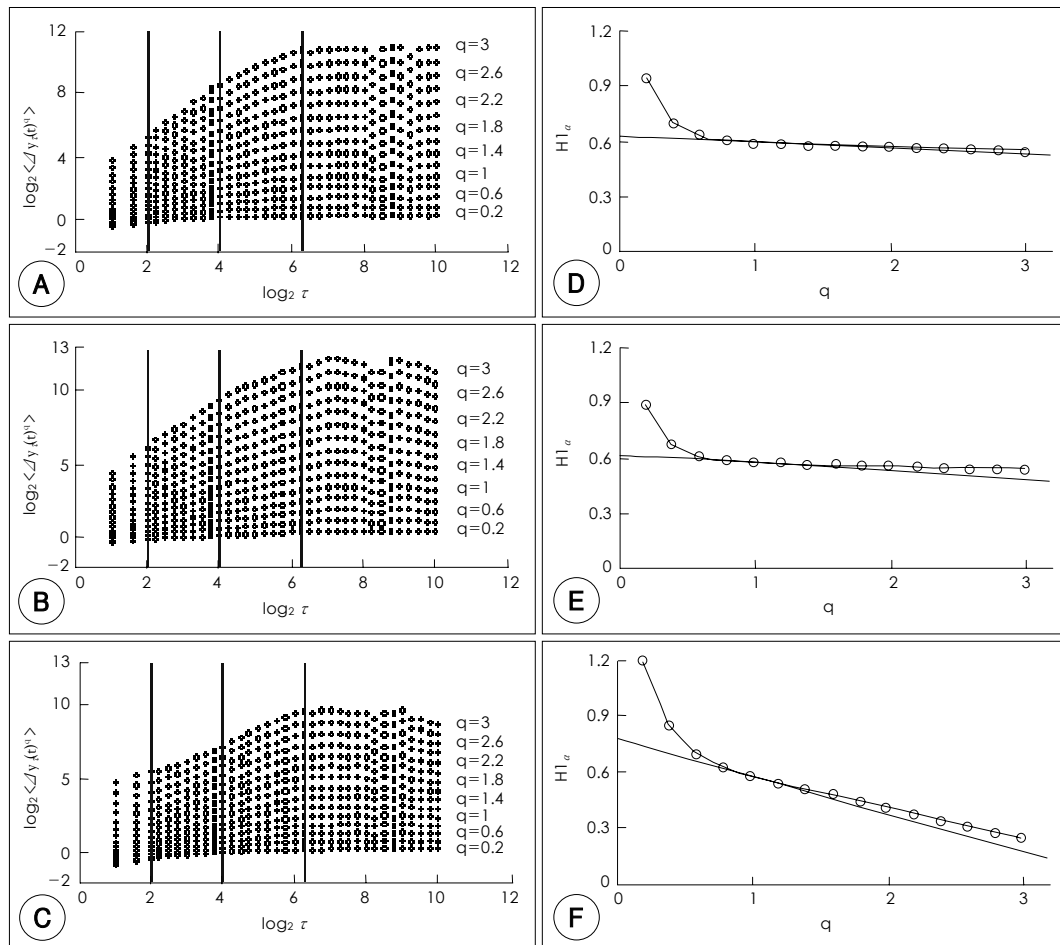 12
8
4
0
−2
log₂ <⊿ y ᵢ(t)ᑫ>
q=3
q=2.6
q=2.2
q=1.8
q=1.4
q=1
q=0.6
q=0.2
0 2 4 6 8 10 12
log₂ τ
A
1.2
0.9
0.6
0.3
0
H1ₐ
0 1 2 3
q
D
13
10
5
0
−2
log₂ <⊿ y ᵢ(t)ᑫ>
q=3
q=2.6
q=2.2
q=1.8
q=1.4
q=1
q=0.6
q=0.2
0 2 4 6 8 10 12
log₂ τ
B
1.2
0.9
0.6
0.3
0
H1ₐ
0 1 2 3
q
E
13
10
5
0
−2
log₂ <⊿ y ᵢ(t)ᑫ>
q=3
q=2.6
q=2.2
q=1.8
q=1.4
q=1
q=0.6
q=0.2
0 2 4 6 8 10 12
log₂ τ
C
1.2
0.9
0.6
0.3
0
H1ₐ
0 1 2 3
q
F